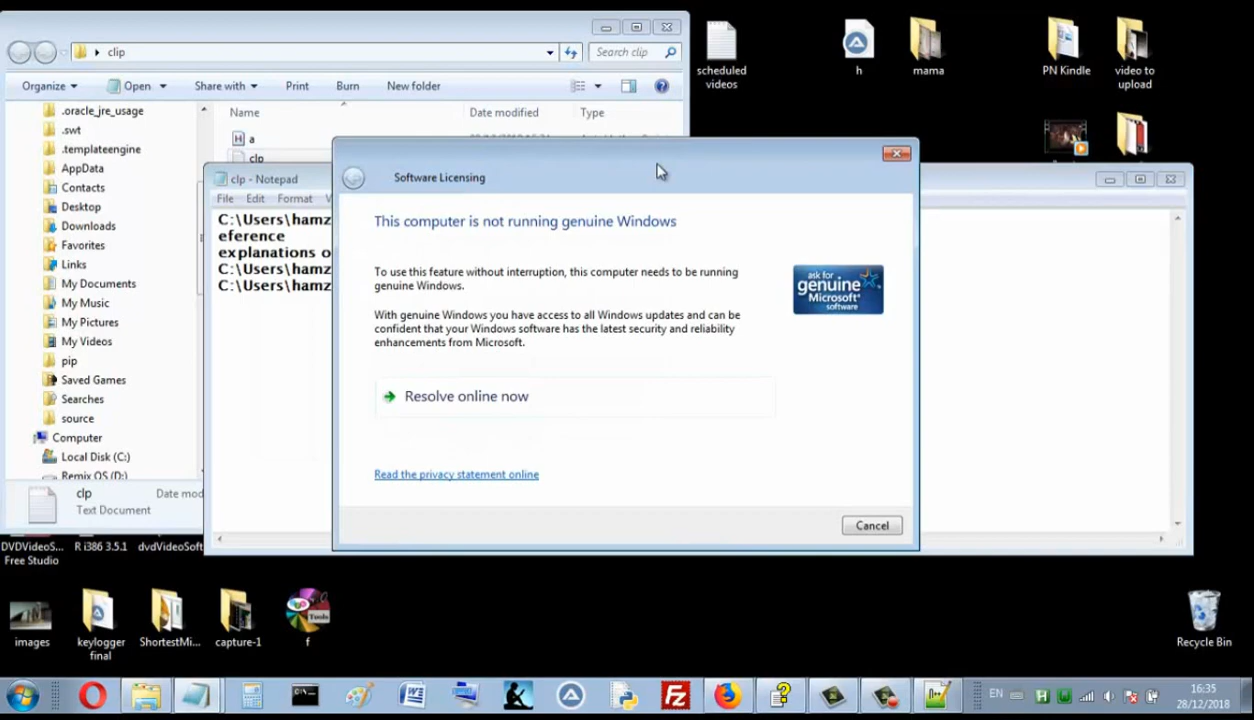 clip
Search clip
Organize
Open
Share with
Print
Burn
New folder
Name
Date modified
Type
.oracle_jre_usage
.swt
.templateengine
AppData
Contacts
Desktop
Downloads
Favorites
Links
My Documents
My Music
My Pictures
My Videos
pip
Saved Games
Searches
source
Computer
Local Disk (C:)
Remix OS (D:)
a
clp
clp
Date mod
Text Document
clp - Notepad
File Edit Format V
C:\Users\hamz
eference
explanations o
C:\Users\hamz
C:\Users\hamz
Software Licensing
This computer is not running genuine Windows
To use this feature without interruption, this computer needs to be running
genuine Windows.
With genuine Windows you have access to all Windows updates and can be
confident that your Windows software has the latest security and reliability
enhancements from Microsoft.
ask for
genuine
Microsoft®
software
Resolve online now
Read the privacy statement online
Cancel
scheduled
videos
h
mama
PN Kindle
video to
upload
DVDVideoS...
Free Studio
R i386 3.5.1
dvdVideoSoft
images
keylogger
final
ShortestMi...
capture-1
Tools
f
Recycle Bin
EN
16:35
28/12/2018